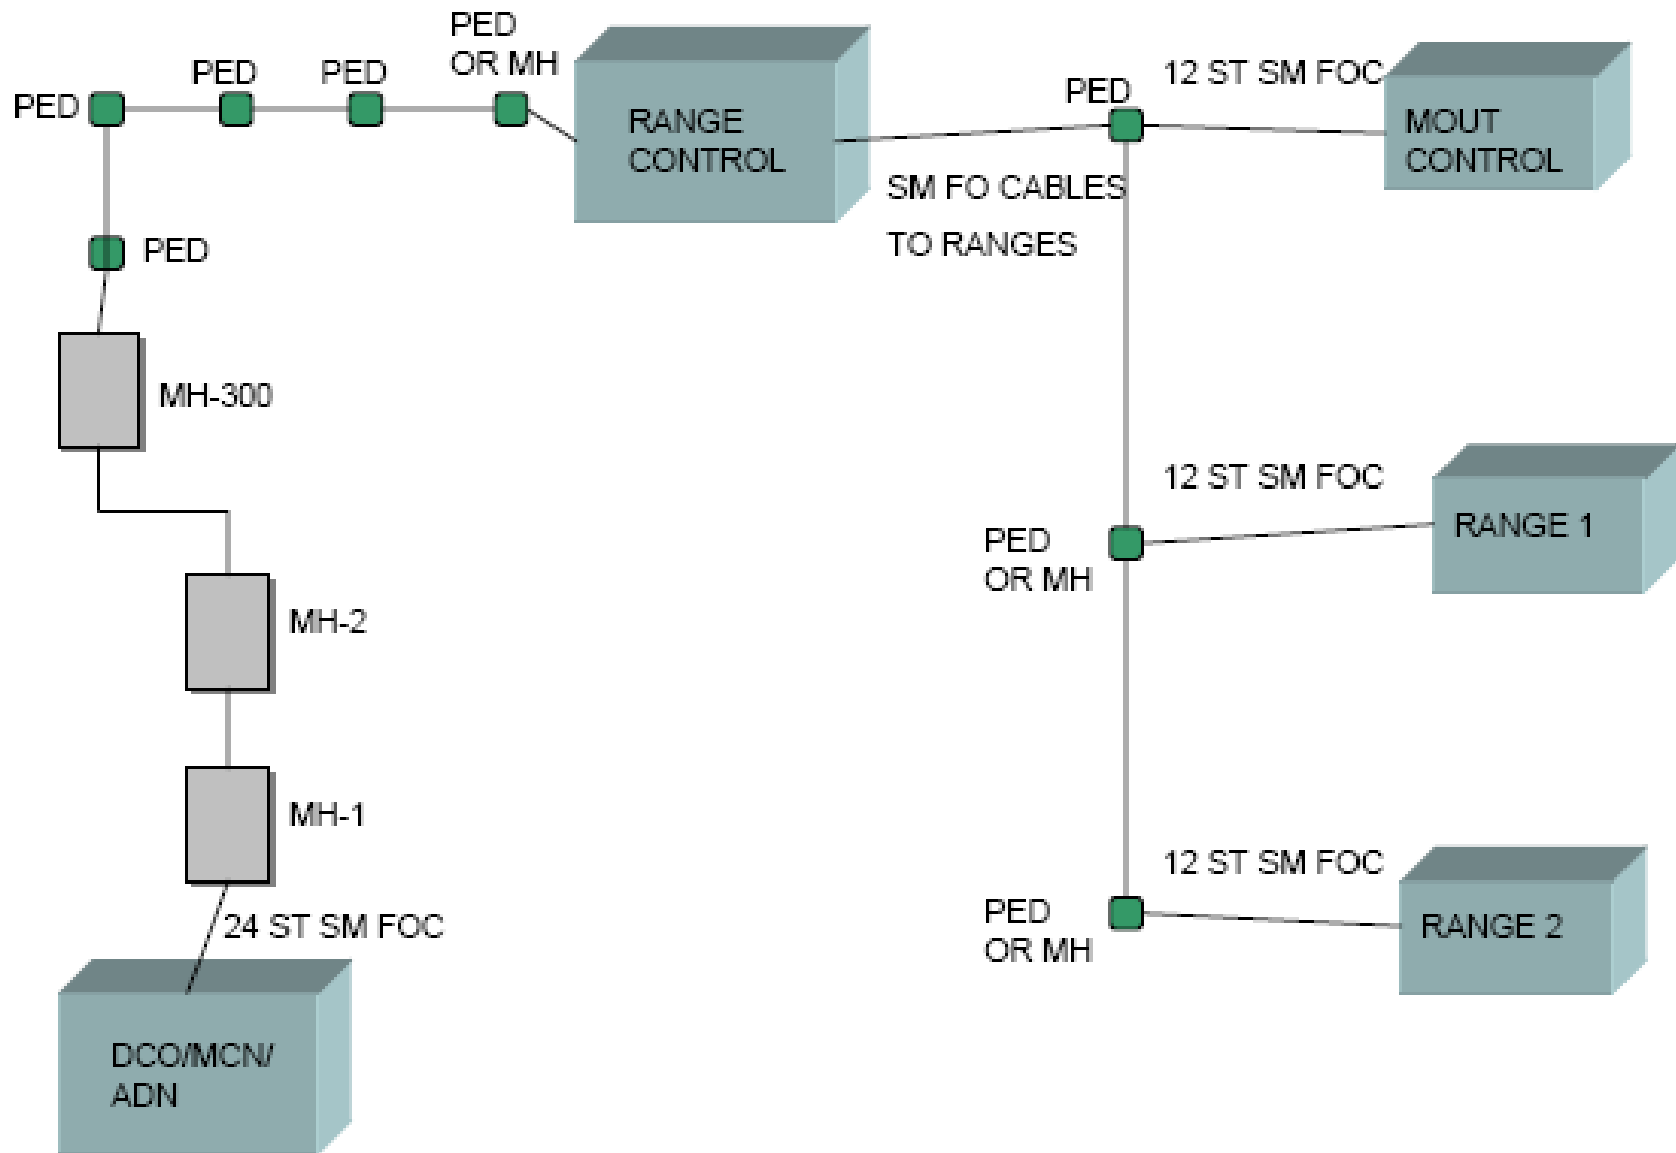 PED
OR MH
PED
PED
PED
RANGE
CONTROL
PED
12 ST SM FOC
MOUT
CONTROL
SM FO CABLES
TO RANGES
PED
MH-300
12 ST SM FOC
RANGE 1
PED
OR MH
MH-2
MH-1
12 ST SM FOC
RANGE 2
PED
OR MH
24 ST SM FOC
DCO/MCN/
ADN